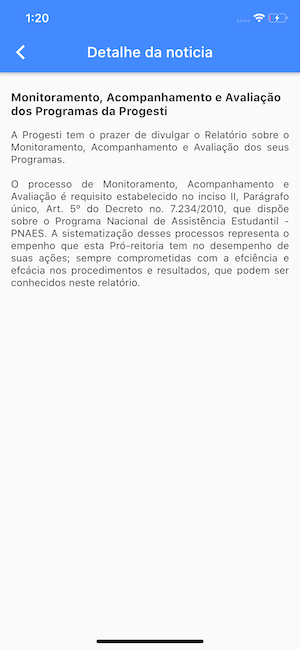 1:20
Detalhe da noticia
Monitoramento, Acompanhamento e Avaliação
dos Programas da Progesti
A Progesti tem o prazer de divulgar o Relatório sobre o
Monitoramento, Acompanhamento e Avaliação dos seus
Programas.
O processo de Monitoramento, Acompanhamento e
Avaliação é requisito estabelecido no inciso II, Parágrafo
único, Art. 5º do Decreto no. 7.234/2010, que dispõe
sobre o Programa Nacional de Assistência Estudantil -
PNAES. A sistematização desses processos representa o
empenho que esta Pró-reitoria tem no desempenho de
suas ações; sempre comprometidas com a efciência e
efcácia nos procedimentos e resultados, que podem ser
conhecidos neste relatório.